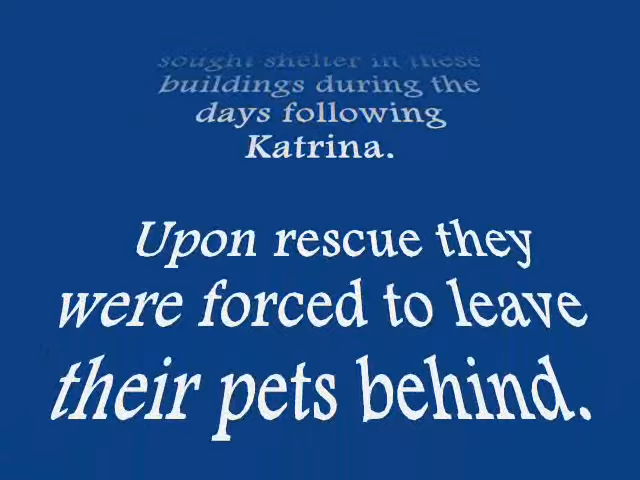 sought shelter in these
buildings during the
days following
Katrina.
Upon rescue they
were forced to leave
their pets behind.